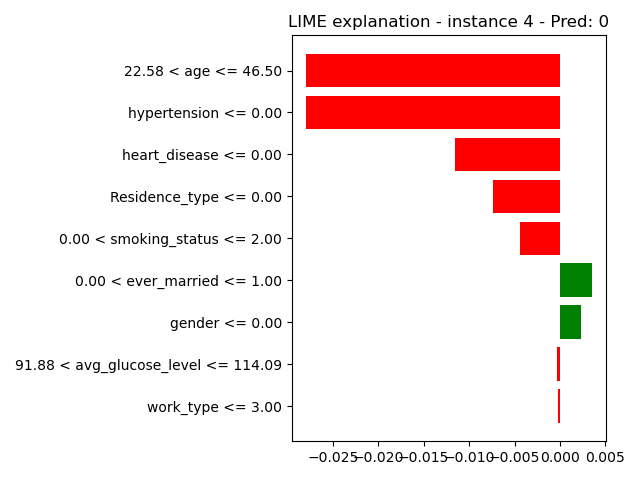 LIME explanation - instance 4 - Pred: 0
22.58 < age <= 46.50
hypertension <= 0.00
heart_disease <= 0.00
Residence_type <= 0.00
0.00 < smoking_status <= 2.00
0.00 < ever_married <= 1.00
gender <= 0.00
91.88 < avg_glucose_level <= 114.09
work_type <= 3.00
−0.025 −0.020 −0.015 −0.010 −0.005 0.000 0.005